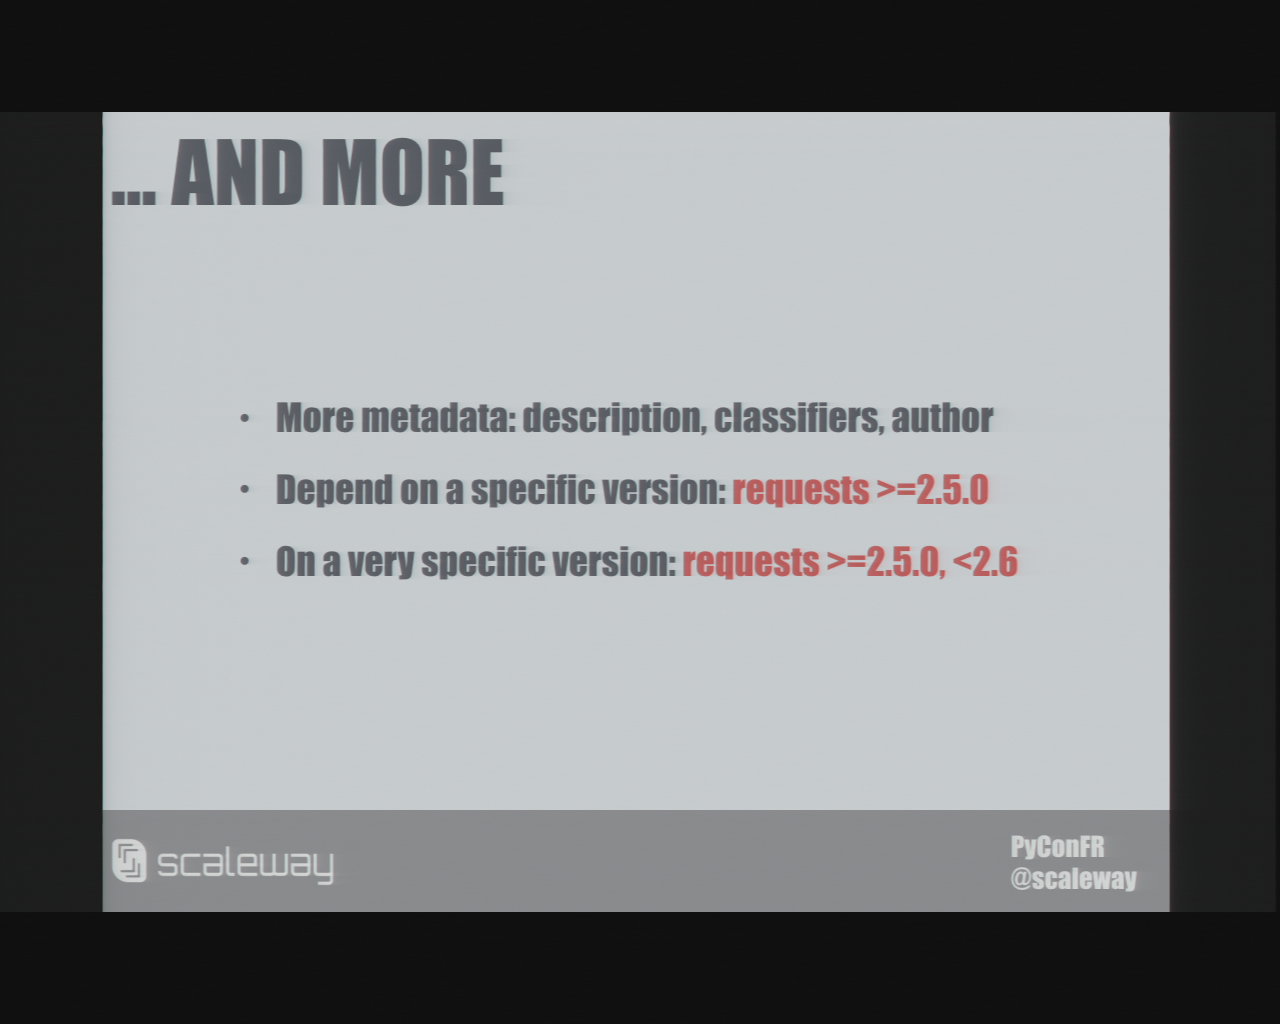 ... AND MORE
• More metadata: description, classifiers, author
• Depend on a specific version: requests >=2.5.0
• On a very specific version: requests >=2.5.0, <2.6
scaleway
PyConFR
@scaleway